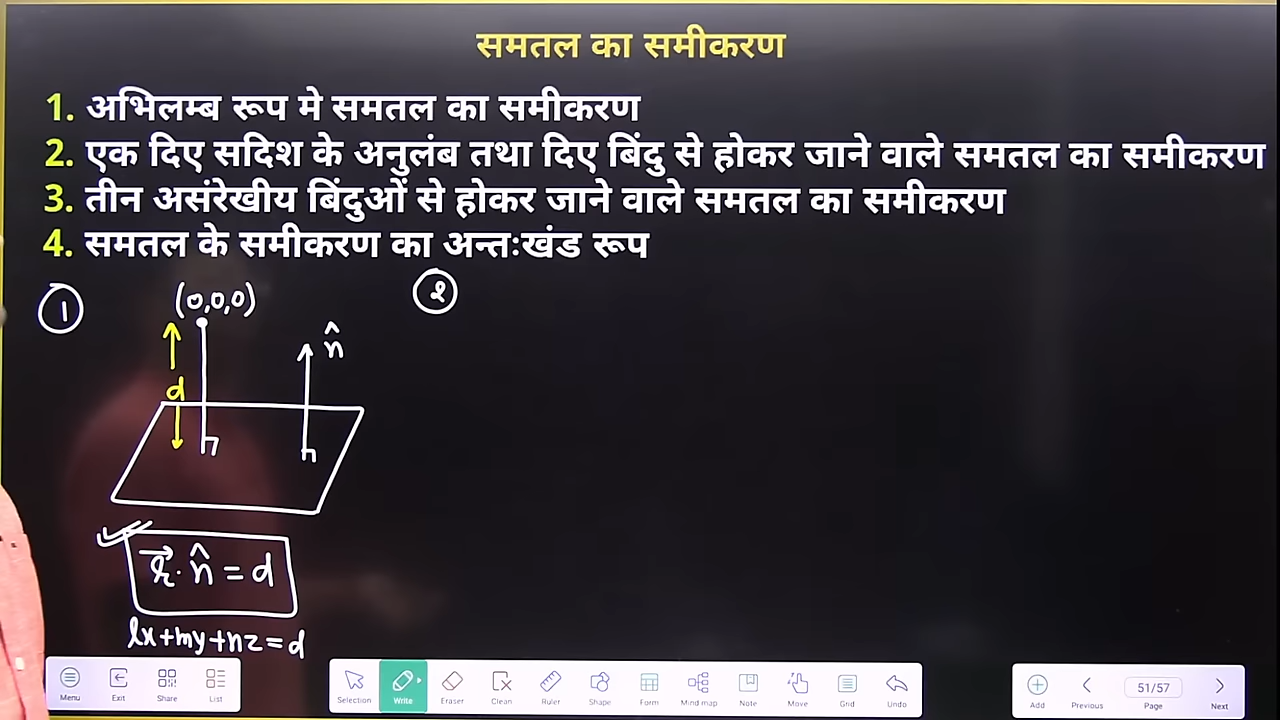 समतल का समीकरण
1. अभिलम्ब रूप मे समतल का समीकरण
2. एक दिए सदिश के अनुलंब तथा दिए बिंदु से होकर जाने वाले समतल का समीकरण
3. तीन असंरेखीय बिंदुओं से होकर जाने वाले समतल का समीकरण
4. समतल के समीकरण का अन्तःखंड रूप
① (0,0,0) ②
n̂
d
r⃗ · n̂ = d
lx+my+nz=d
Menu Exit Share List Selection Write Eraser Clean Ruler Shape Form Mind map Note Move Grid Undo Add Previous 51/57 Page Next